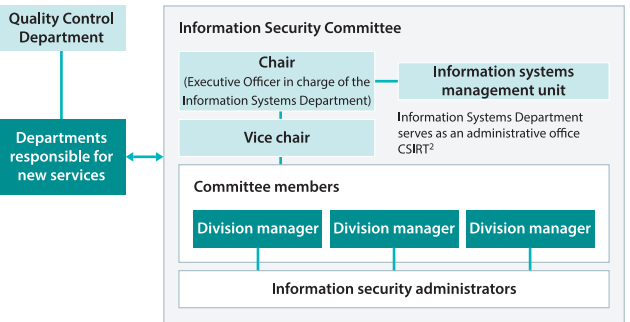 Quality Control
Department
Departments
responsible for
new services
Information Security Committee
Chair
(Executive Officer in charge of the
Information Systems Department)
Information systems
management unit
Information Systems Department
serves as an administrative office
CSIRT²
Vice chair
Committee members
Division manager
Division manager
Division manager
Information security administrators